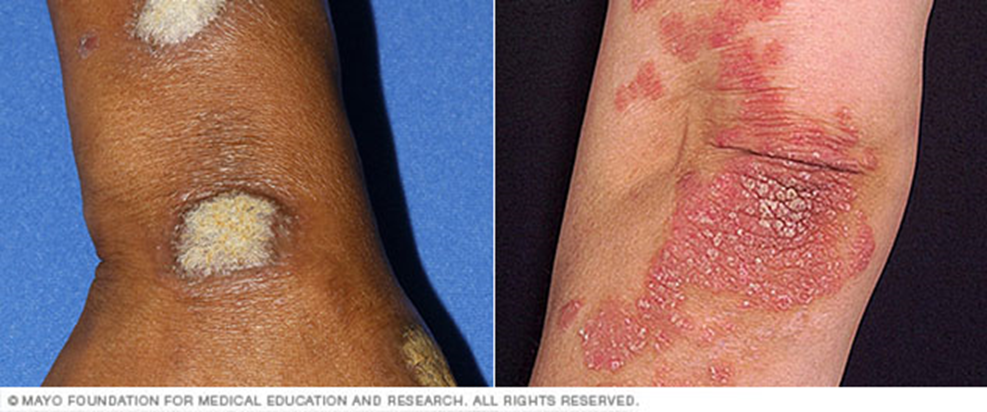 © MAYO FOUNDATION FOR MEDICAL EDUCATION AND RESEARCH. ALL RIGHTS RESERVED.